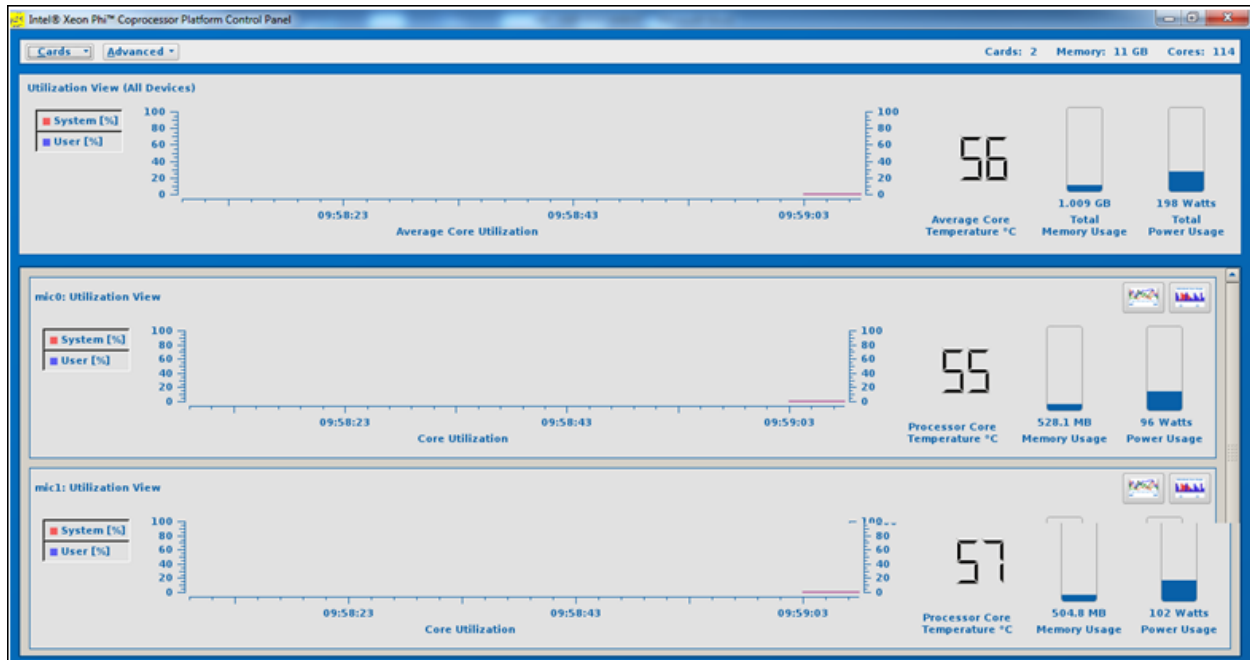 Intel® Xeon Phi™ Coprocessor Platform Control Panel
Cards Advanced Cards: 2 Memory: 11 GB Cores: 114
Utilization View (All Devices)
System [%]
User [%]
100
80
60
40
20
0
100
80
60
40
20
0
09:58:23 09:58:43 09:59:03
Average Core Utilization
56
Average Core
Temperature °C
1.009 GB
Total
Memory Usage
198 Watts
Total
Power Usage
mic0: Utilization View
System [%]
User [%]
100
80
60
40
20
0
100
80
60
40
20
0
09:58:23 09:58:43 09:59:03
Core Utilization
55
Processor Core
Temperature °C
528.1 MB
Memory Usage
96 Watts
Power Usage
mic1: Utilization View
System [%]
User [%]
100
80
60
40
20
0
100
80
60
40
20
0
09:58:23 09:58:43 09:59:03
Core Utilization
57
Processor Core
Temperature °C
504.8 MB
Memory Usage
102 Watts
Power Usage